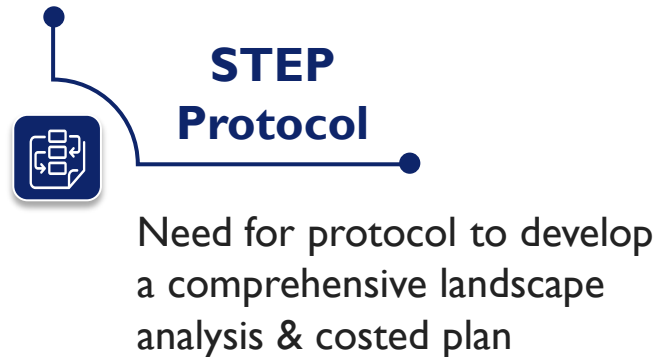 STEP
Protocol
Need for protocol to develop
a comprehensive landscape
analysis & costed plan